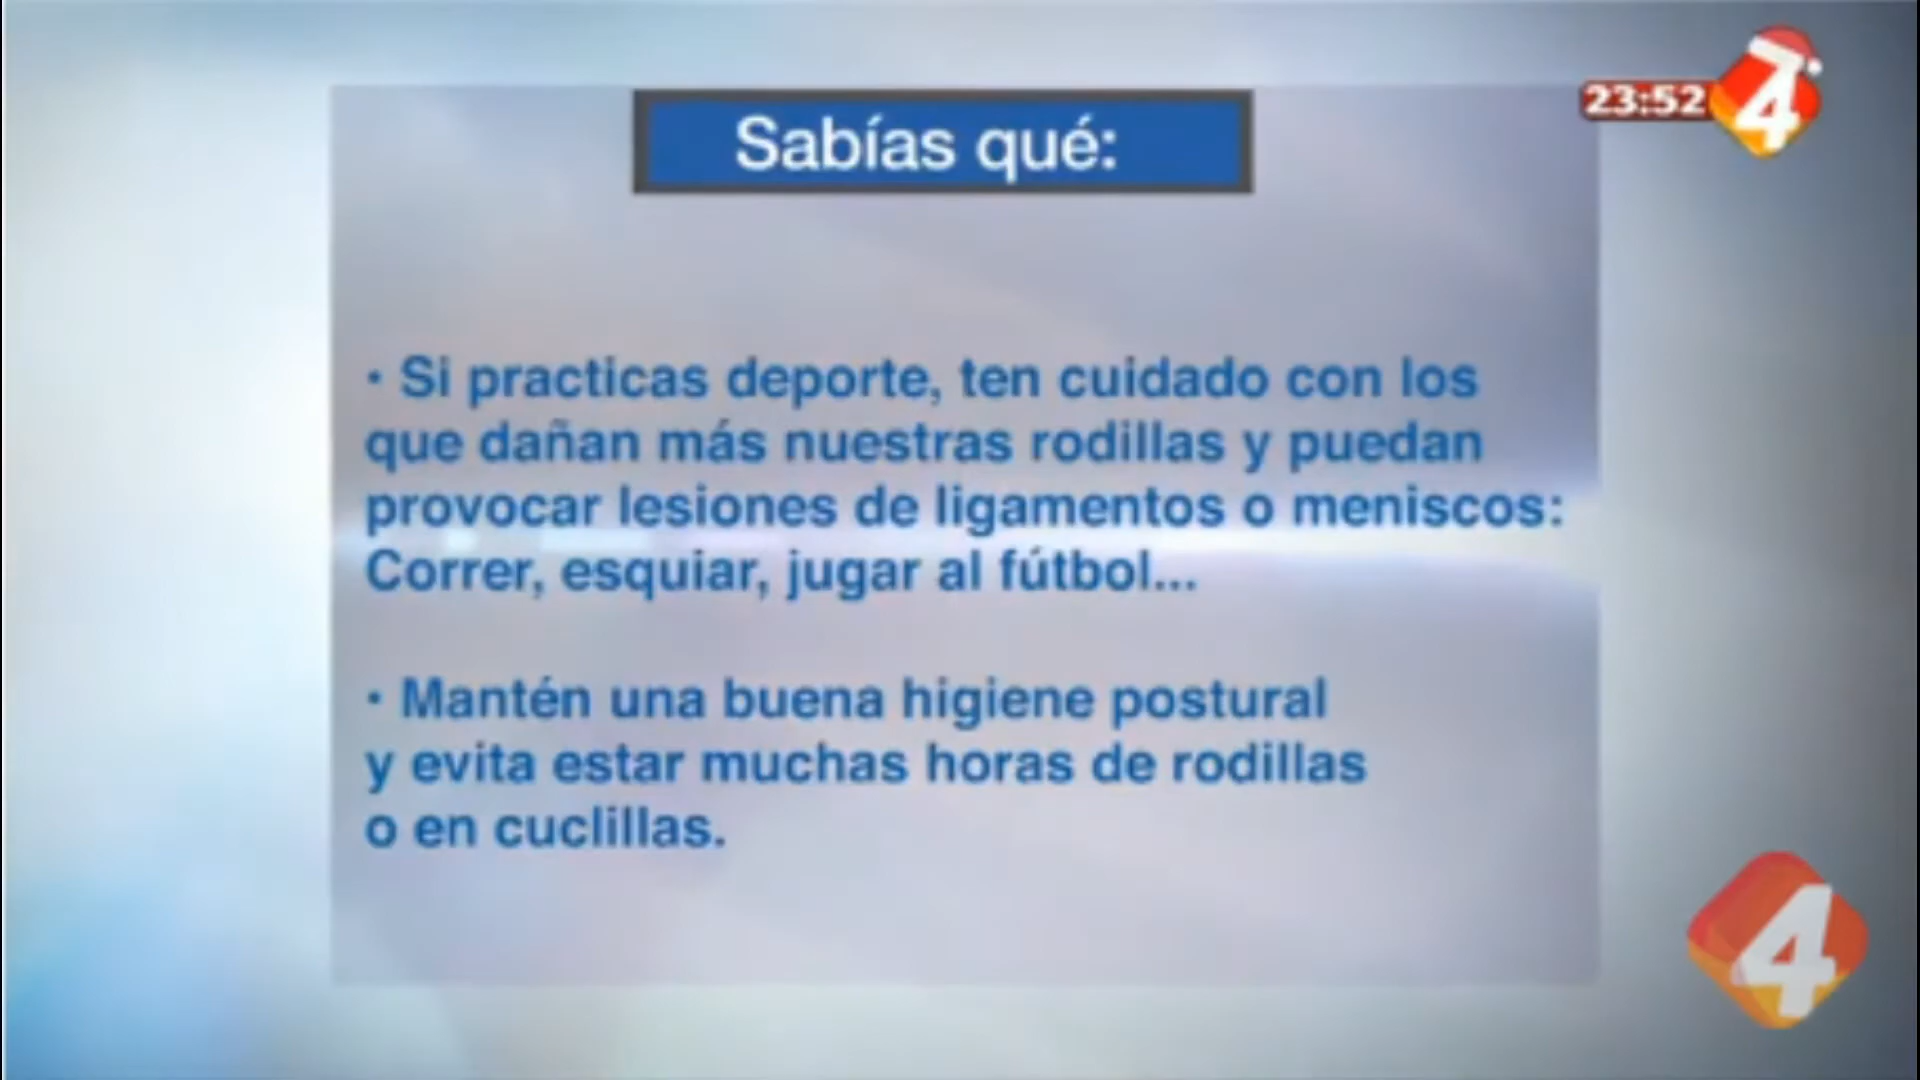 Sabías qué:
23:52
4
• Si practicas deporte, ten cuidado con los
que dañan más nuestras rodillas y puedan
provocar lesiones de ligamentos o meniscos:
Correr, esquiar, jugar al fútbol...
• Mantén una buena higiene postural
y evita estar muchas horas de rodillas
o en cuclillas.
4